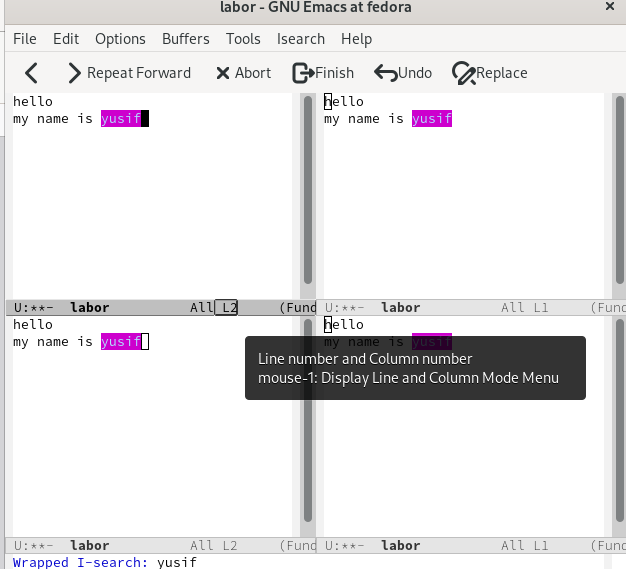 labor - GNU Emacs at fedora
File Edit Options Buffers Tools Isearch Help
Repeat Forward Abort Finish Undo Replace
hello
my name is yusif
U:**- labor All L2 (Fund
hello
my name is yusif
U:**- labor All L1 (Fund
hello
my name is yusif
U:**- labor All L2 (Fund
hello
my name is yusif
Line number and Column number
mouse-1: Display Line and Column Mode Menu
U:**- labor All L1 (Fund
Wrapped I-search: yusif